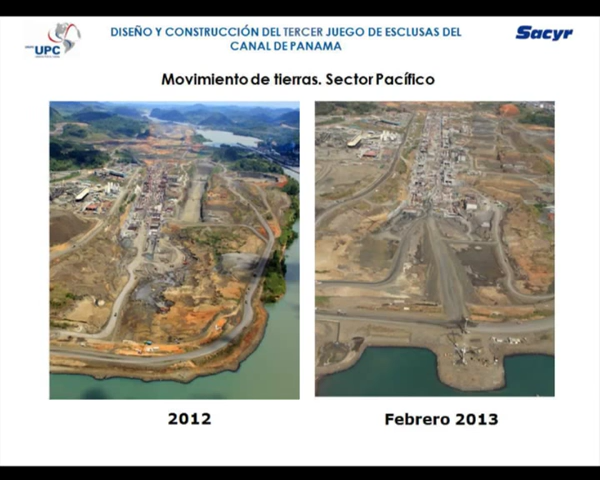 DISEÑO Y CONSTRUCCIÓN DEL TERCER JUEGO DE ESCLUSAS DEL
CANAL DE PANAMA
UPC
Sacyr
Movimiento de tierras. Sector Pacífico
2012
Febrero 2013